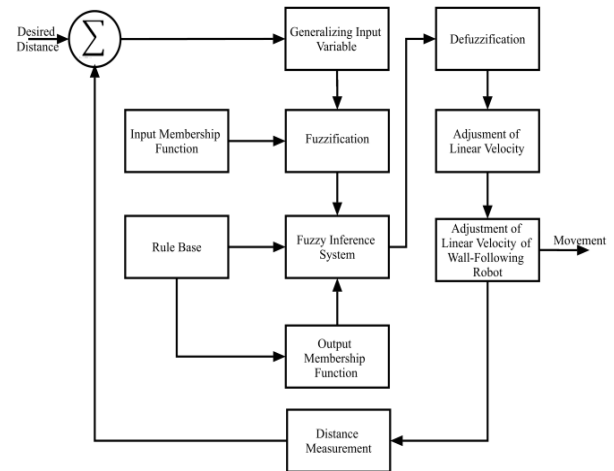 Desired
Distance
∑
Generalizing Input
Variable
Defuzzification
Input Membership
Function
Fuzzification
Adjusment of
Linear Velocity
Rule Base
Fuzzy Inference
System
Adjustment of
Linear Velocity of
Wall-Following
Robot
Movement
Output
Membership
Function
Distance
Measurement